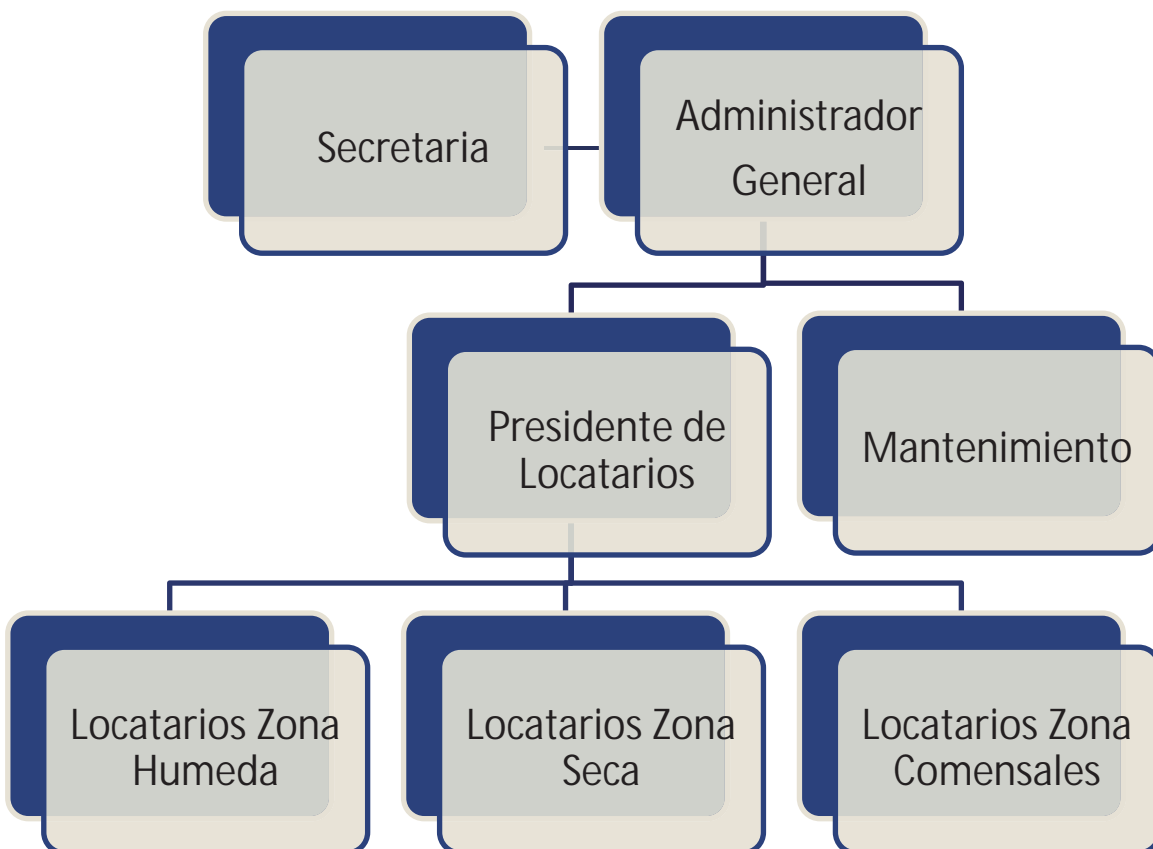 Secretaria
Administrador
General
Presidente de
Locatarios
Mantenimiento
Locatarios Zona
Humeda
Locatarios Zona
Seca
Locatarios Zona
Comensales